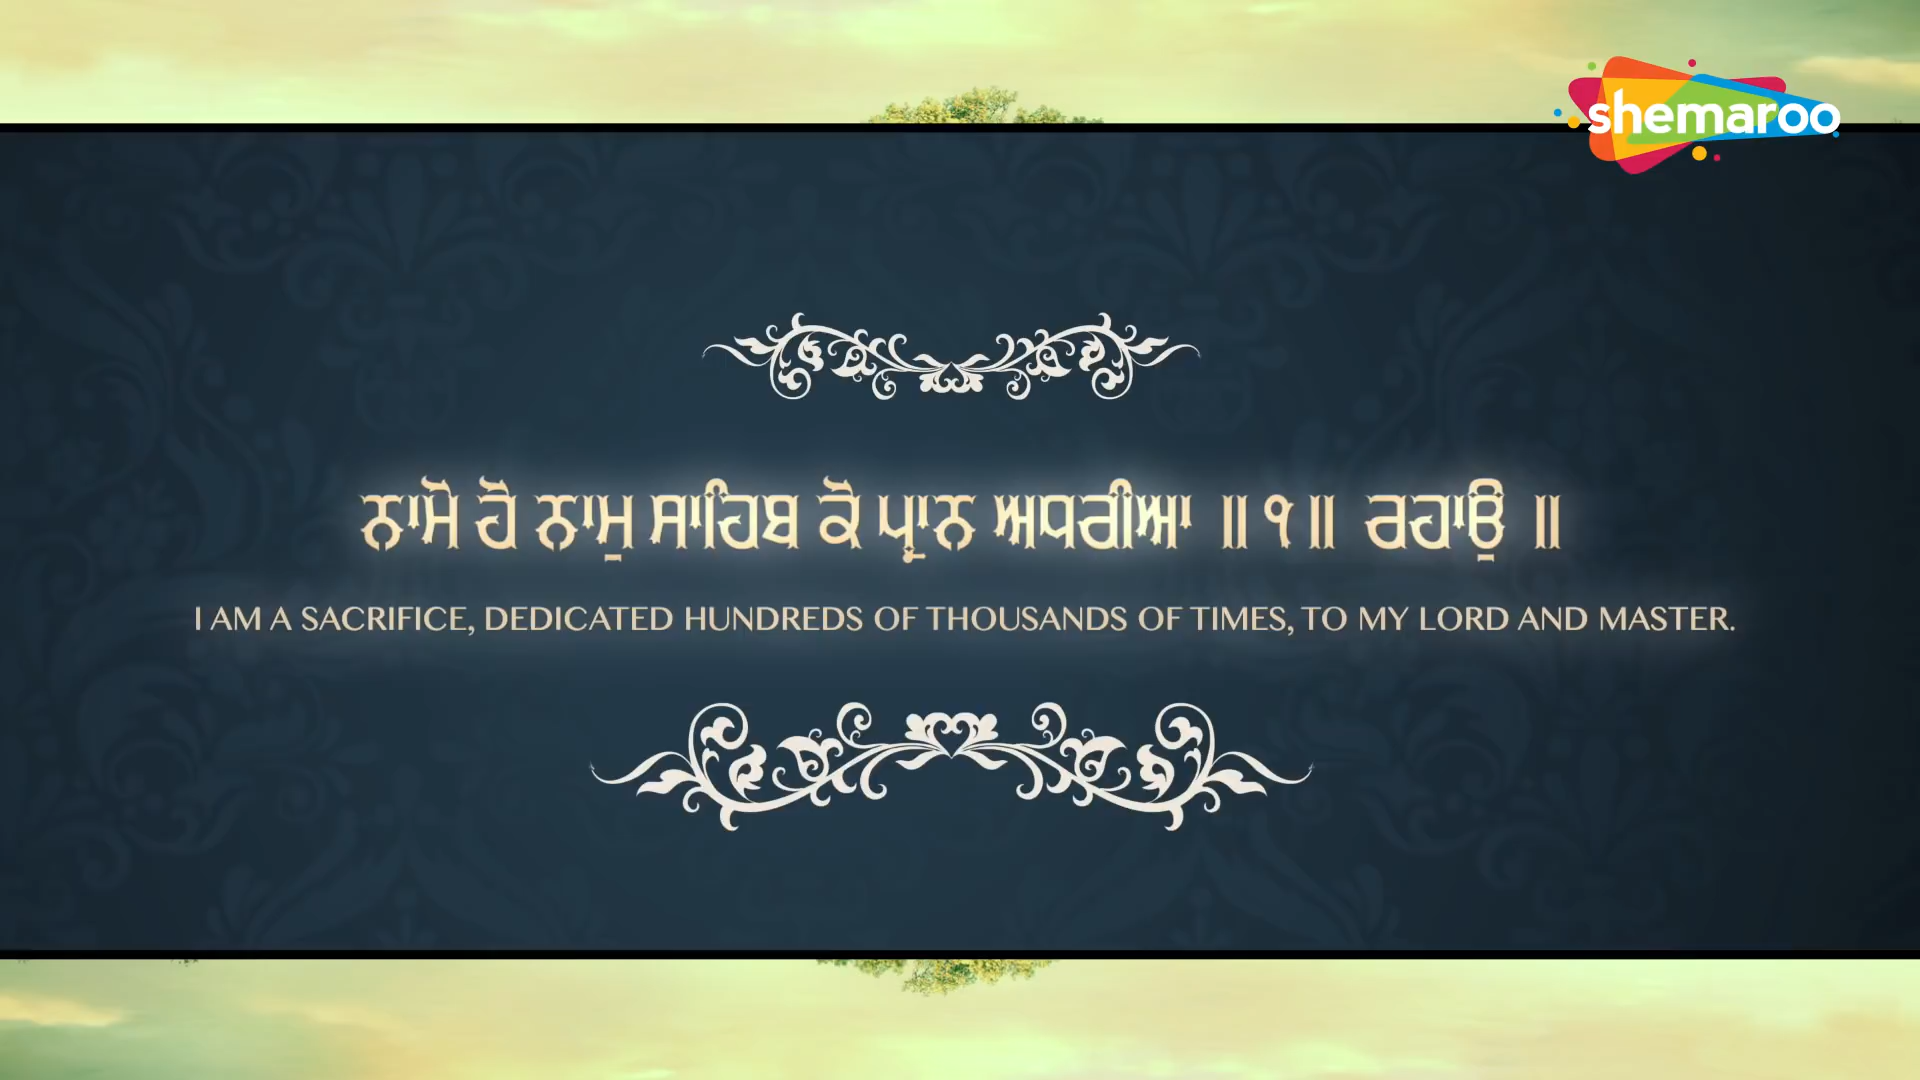 shemaroo
ਨਾਮੋ ਹੋ ਨਾਮੁ ਸਾਹਿਬ ਕੋ ਪ੍ਰਾਨ ਅਧਰੀਆ ॥੧॥ ਰਹਾਉ ॥
I AM A SACRIFICE, DEDICATED HUNDREDS OF THOUSANDS OF TIMES, TO MY LORD AND MASTER.